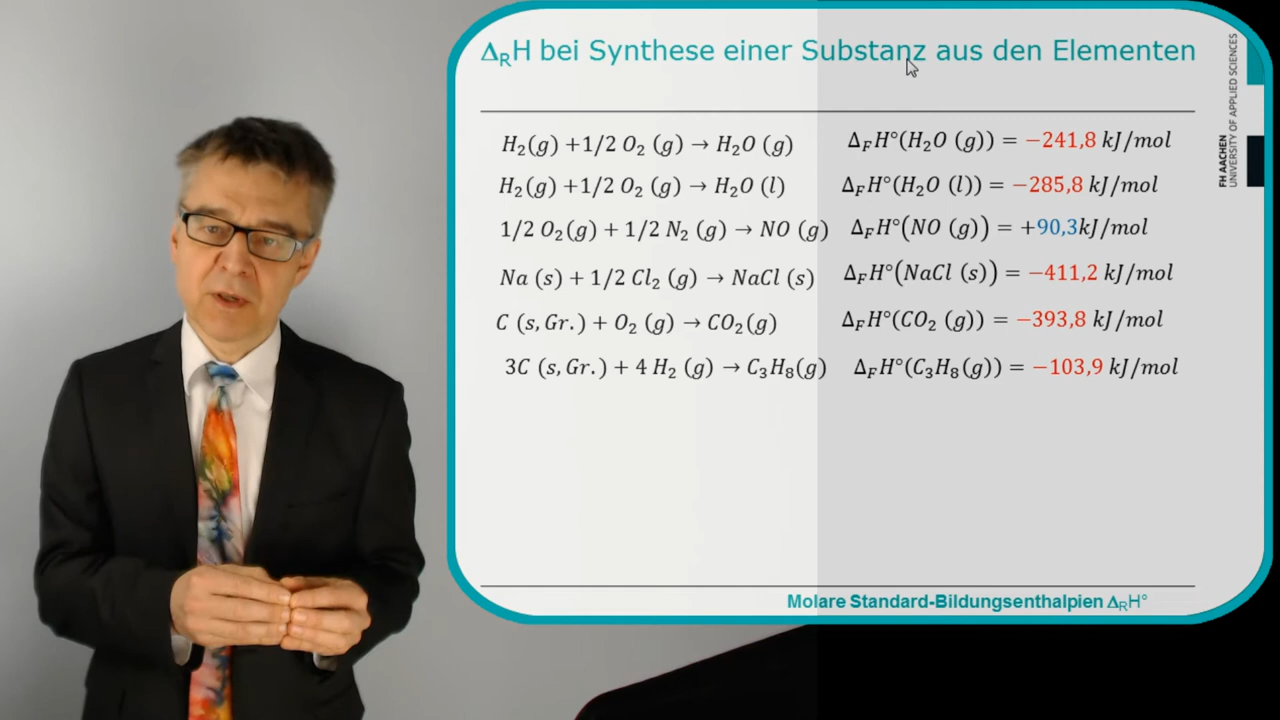 Δ_RH bei Synthese einer Substanz aus den Elementen
H₂(g) +1/2 O₂ (g) → H₂O (g) Δ_FH°(H₂O (g)) = −241,8 kJ/mol
H₂(g) +1/2 O₂ (g) → H₂O (l) Δ_FH°(H₂O (l)) = −285,8 kJ/mol
1/2 O₂(g) + 1/2 N₂ (g) → NO (g) Δ_FH°(NO (g)) = +90,3kJ/mol
Na (s) + 1/2 Cl₂ (g) → NaCl (s) Δ_FH°(NaCl (s)) = −411,2 kJ/mol
C (s, Gr.) + O₂ (g) → CO₂(g) Δ_FH°(CO₂ (g)) = −393,8 kJ/mol
3C (s, Gr.) + 4 H₂ (g) → C₃H₈(g) Δ_FH°(C₃H₈(g)) = −103,9 kJ/mol
Molare Standard-Bildungsenthalpien Δ_RH°
FH AACHEN
UNIVERSITY OF APPLIED SCIENCES